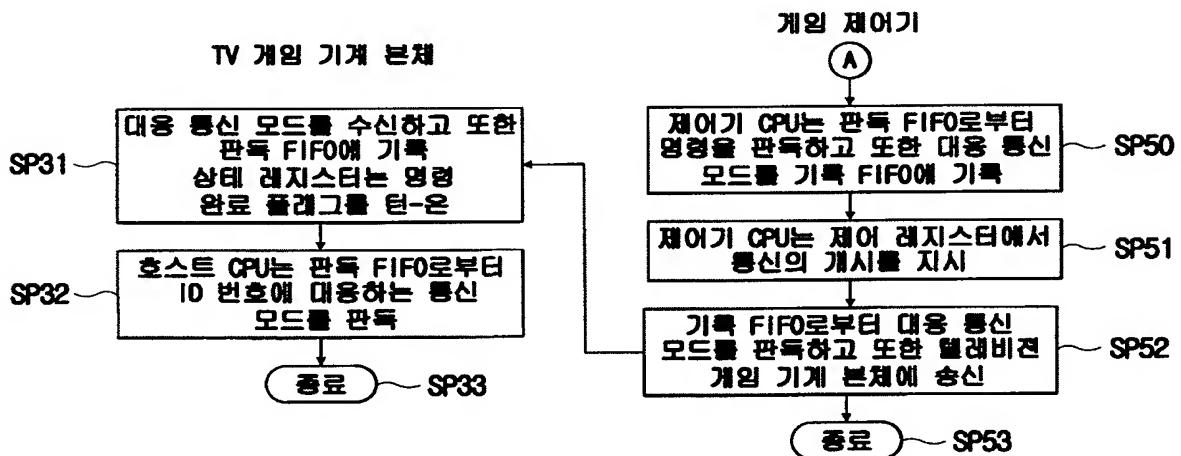 TV 게임 기계 본체
SP31
대응 통신 모드를 수신하고 또한
판독 FIFO에 기록
상테 레지스터는 명령
완료 플래그를 턴-온
SP32
호스트 CPU는 판독 FIFO로부터
ID 번호에 대응하는 통신
모드를 판독
종료
SP33
게임 제어기
A
제어기 CPU는 판독 FIFO로부터
명령을 판독하고 또한 대응 통신
모드를 기록 FIFO에 기록
SP50
제어기 CPU는 제어 레지스터에서
통신의 개시를 지시
SP51
기록 FIFO로부터 대응 통신
모드를 판독하고 또한 텔레비젼
게임 기계 본체에 송신
SP52
종료
SP53